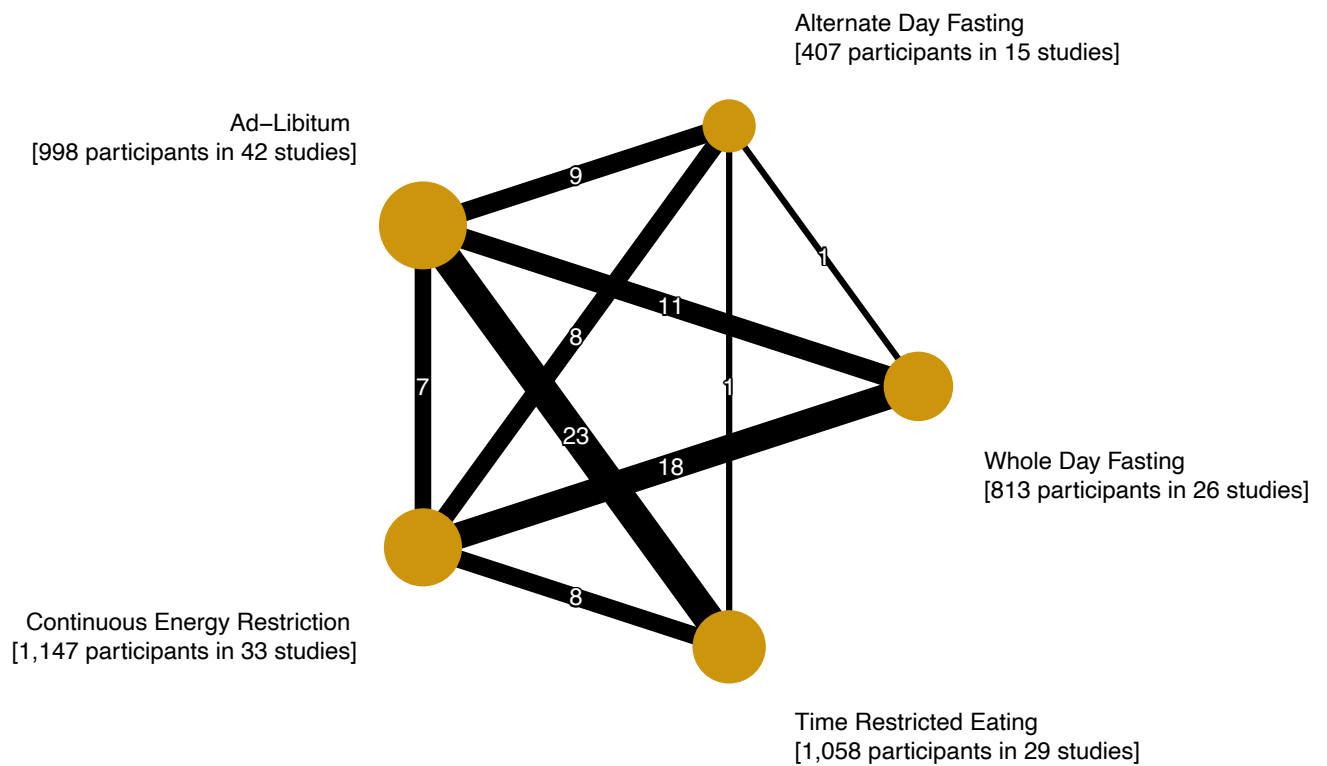 Alternate Day Fasting
[407 participants in 15 studies]
Ad–Libitum
[998 participants in 42 studies]
9
1
11
8
7
1
23
18
Whole Day Fasting
[813 participants in 26 studies]
8
Continuous Energy Restriction
[1,147 participants in 33 studies]
Time Restricted Eating
[1,058 participants in 29 studies]